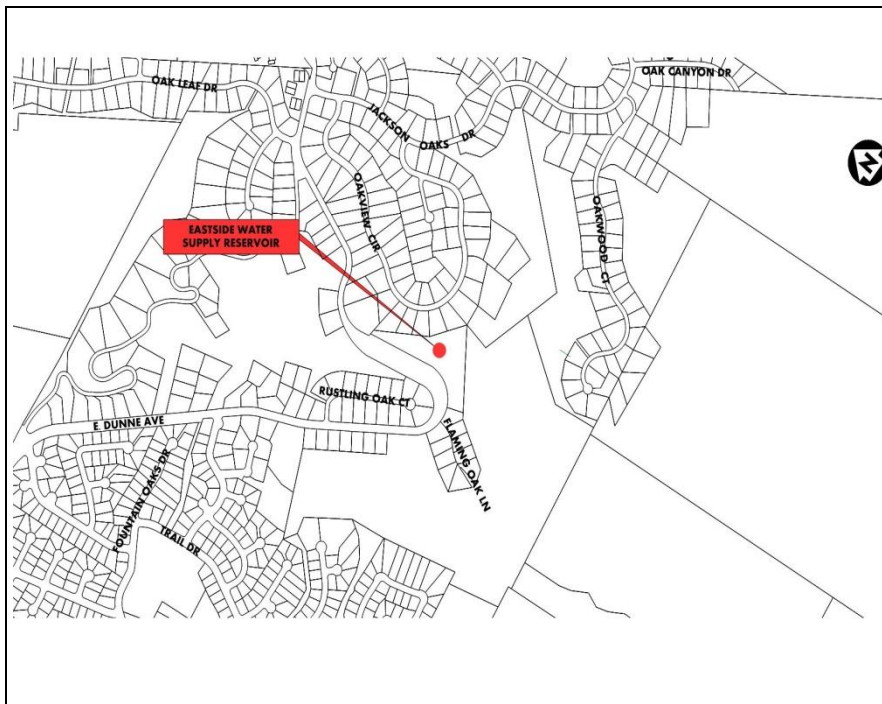 OAK CANYON DR
OAK LEAF DR
JACKSON OAKS DR
OAKVIEW CIR
OAKWOOD CT
N
EASTSIDE WATER
SUPPLY RESERVOIR
RUSTLING OAK CT
E. DUNNE AVE
FLAMING OAK LN
FOUNTAIN OAKS DR
TRAIL DR